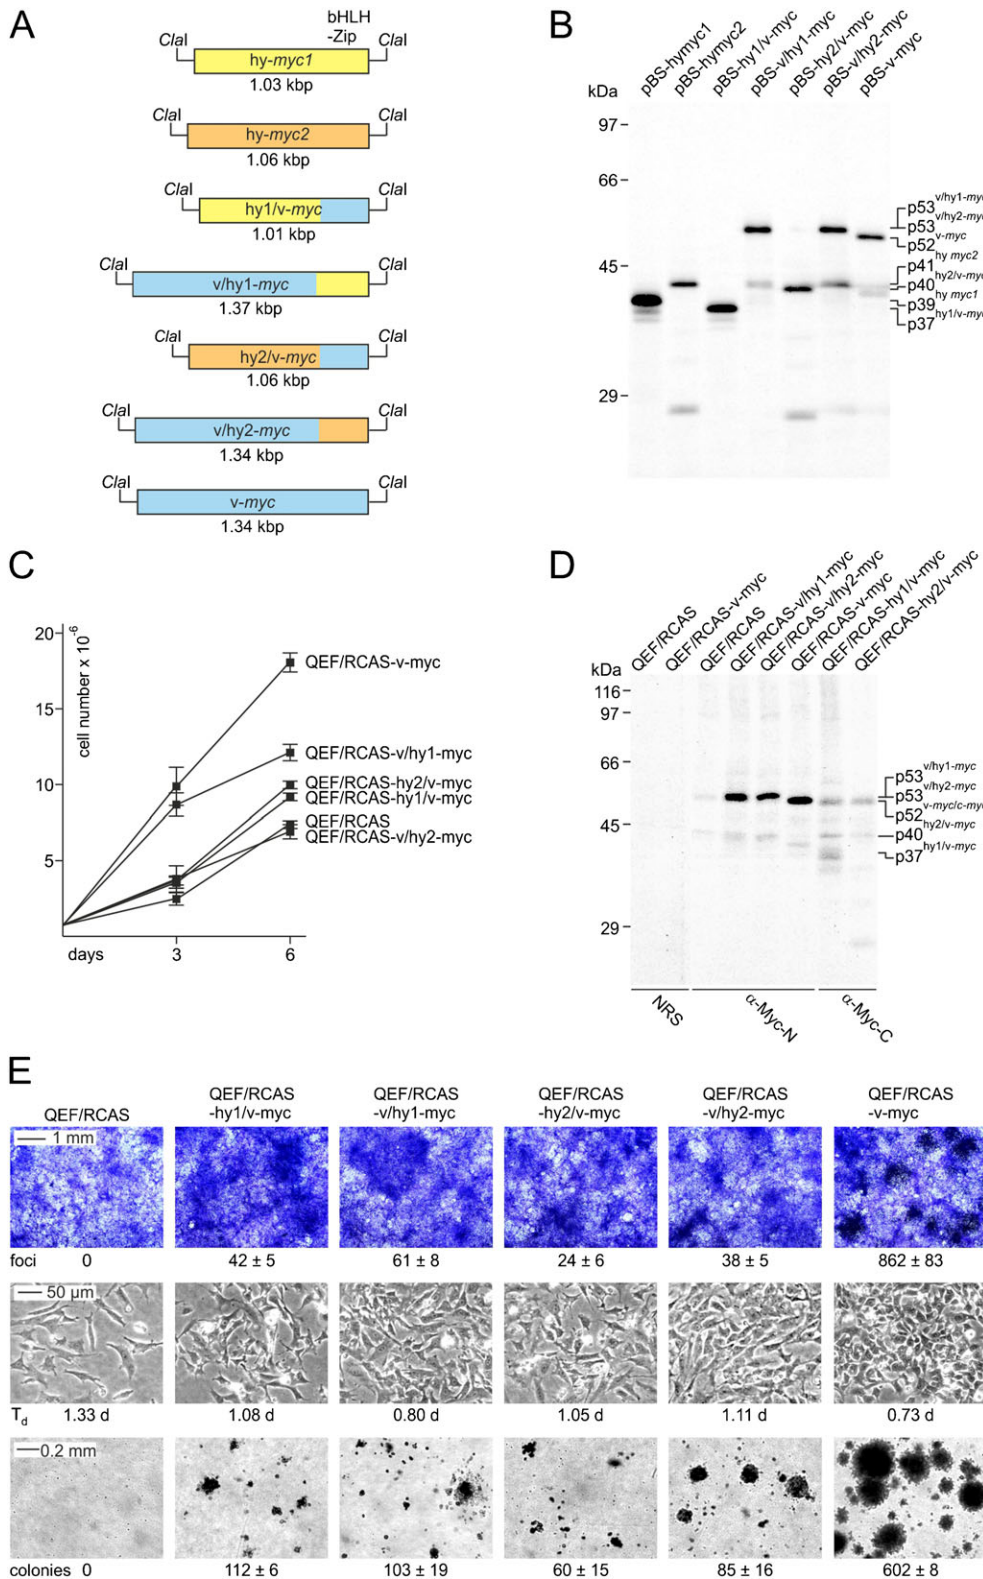 A
bHLH
-Zip
ClaI
ClaI
hy-myc1
1.03 kbp
ClaI
ClaI
hy-myc2
1.06 kbp
ClaI
ClaI
hy1/v-myc
1.01 kbp
ClaI
ClaI
v/hy1-myc
1.37 kbp
ClaI
ClaI
hy2/v-myc
1.06 kbp
ClaI
ClaI
v/hy2-myc
1.34 kbp
ClaI
ClaI
v-myc
1.34 kbp
B
pBS-hymyc1
pBS-hymyc2
pBS-hy1/v-myc
pBS-v/hy1-myc
pBS-hy2/v-myc
pBS-v/hy2-myc
pBS-v-myc
kDa
97
66
45
29
p53 v/hy1-myc
p53 v/hy2-myc
p52 v-myc
p41 hy myc2
p40 hy2/v-myc
p39 hy myc1
p37 hy1/v-myc
C
cell number x 10-6
20
15
10
5
days 3 6
QEF/RCAS-v-myc
QEF/RCAS-v/hy1-myc
QEF/RCAS-hy2/v-myc
QEF/RCAS-hy1/v-myc
QEF/RCAS
QEF/RCAS-v/hy2-myc
D
QEF/RCAS
QEF/RCAS-v-myc
QEF/RCAS
QEF/RCAS-v/hy1-myc
QEF/RCAS-v/hy2-myc
QEF/RCAS-v-myc
QEF/RCAS-hy1/v-myc
QEF/RCAS-hy2/v-myc
kDa
116
97
66
45
29
p53 v/hy1-myc
p53 v/hy2-myc
p52 v-myc/c-myc
p40 hy2/v-myc
p37 hy1/v-myc
NRS
α-Myc-N
α-Myc-C
E
QEF/RCAS
QEF/RCAS
-hy1/v-myc
QEF/RCAS
-v/hy1-myc
QEF/RCAS
-hy2/v-myc
QEF/RCAS
-v/hy2-myc
QEF/RCAS
-v-myc
1 mm
foci 0 42 ± 5 61 ± 8 24 ± 6 38 ± 5 862 ± 83
50 µm
Td 1.33 d 1.08 d 0.80 d 1.05 d 1.11 d 0.73 d
0.2 mm
colonies 0 112 ± 6 103 ± 19 60 ± 15 85 ± 16 602 ± 8